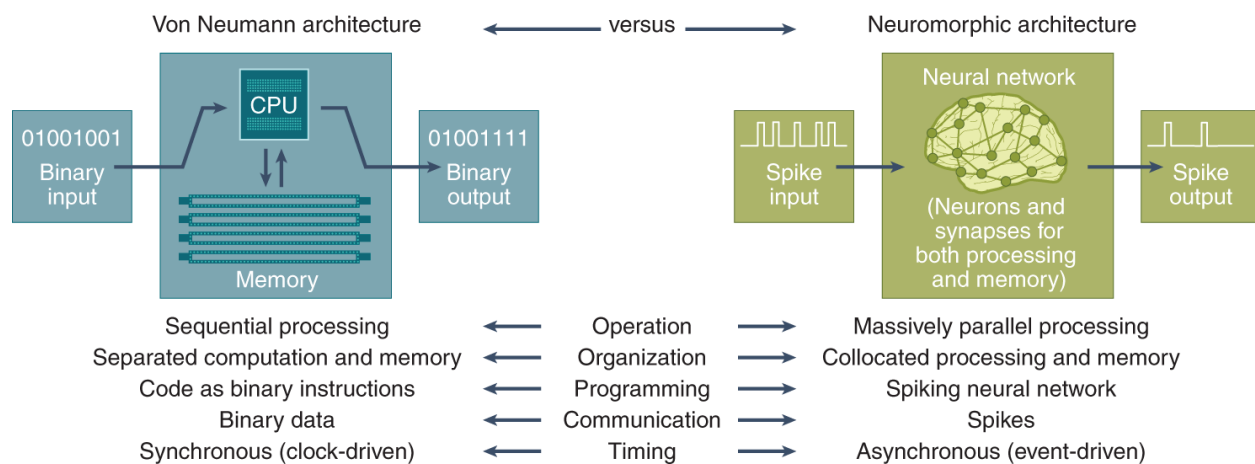 Von Neumann architecture versus Neuromorphic architecture
CPU
01001001
Binary
input
01001111
Binary
output
Memory
Neural network
Spike
input
Spike
output
(Neurons and
synapses for
both processing
and memory)
Sequential processing Operation Massively parallel processing
Separated computation and memory Organization Collocated processing and memory
Code as binary instructions Programming Spiking neural network
Binary data Communication Spikes
Synchronous (clock-driven) Timing Asynchronous (event-driven)